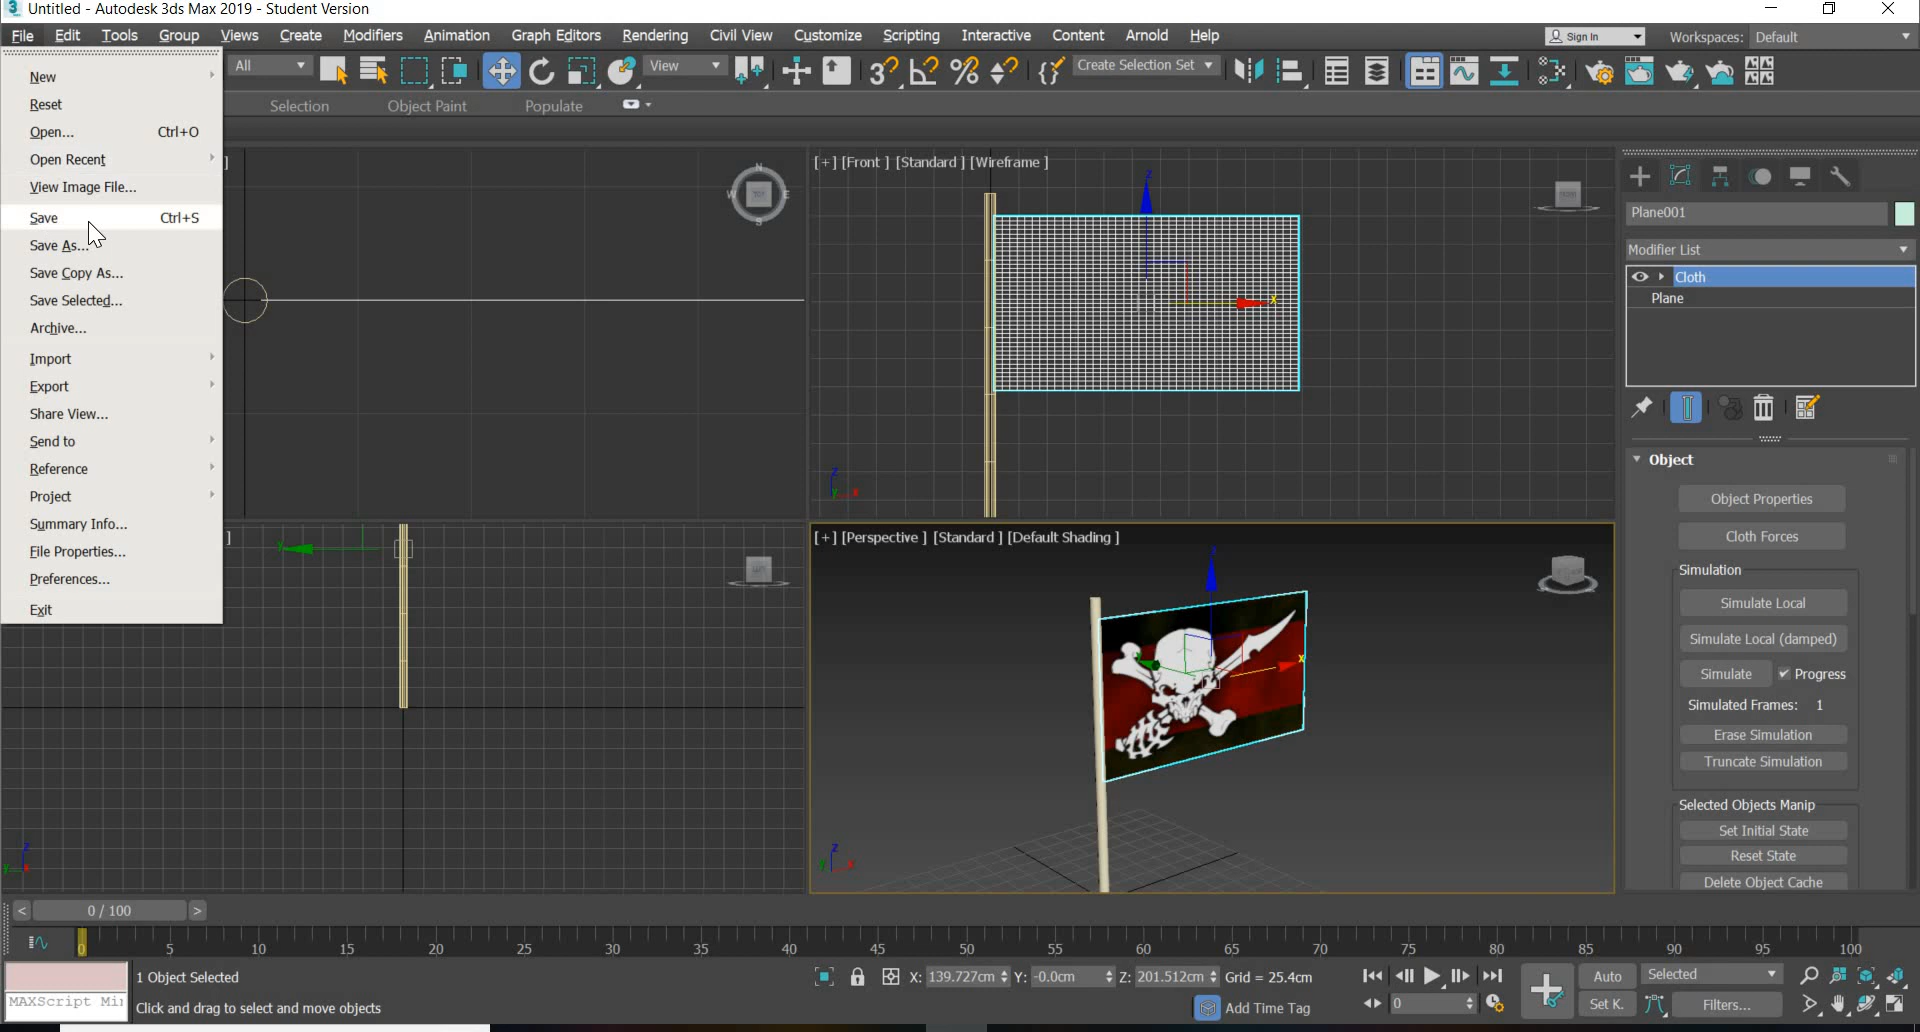 Untitled - Autodesk 3ds Max 2019 - Student Version
File Edit Tools Group Views Create Modifiers Animation Graph Editors Rendering Civil View Customize Scripting Interactive Content Arnold Help Sign In Workspaces: Default
All View Create Selection Set
Selection Object Paint Populate
New
Reset
Open... Ctrl+O
Open Recent
View Image File...
Save Ctrl+S
Save As...
Save Copy As...
Save Selected...
Archive...
Import
Export
Share View...
Send to
Reference
Project
Summary Info...
File Properties...
Preferences...
Exit
]
N
W E
S
[+] [Front ] [Standard ] [Wireframe ]
z
x
z
y x
]
y
y x
[+] [Perspective ] [Standard ] [Default Shading ]
x
z
y x
Plane001
Modifier List
Cloth
Plane
Object
Object Properties
Cloth Forces
Simulation
Simulate Local
Simulate Local (damped)
Simulate Progress
Simulated Frames: 1
Erase Simulation
Truncate Simulation
Selected Objects Manip
Set Initial State
Reset State
Delete Object Cache
< 0 / 100 >
0 5 10 15 20 25 30 35 40 45 50 55 60 65 70 75 80 85 90 95 100
1 Object Selected
X: 139.727cm Y: -0.0cm Z: 201.512cm Grid = 25.4cm
Auto Selected
MAXScript Mi
Click and drag to select and move objects
Add Time Tag
0
Set K. Filters...